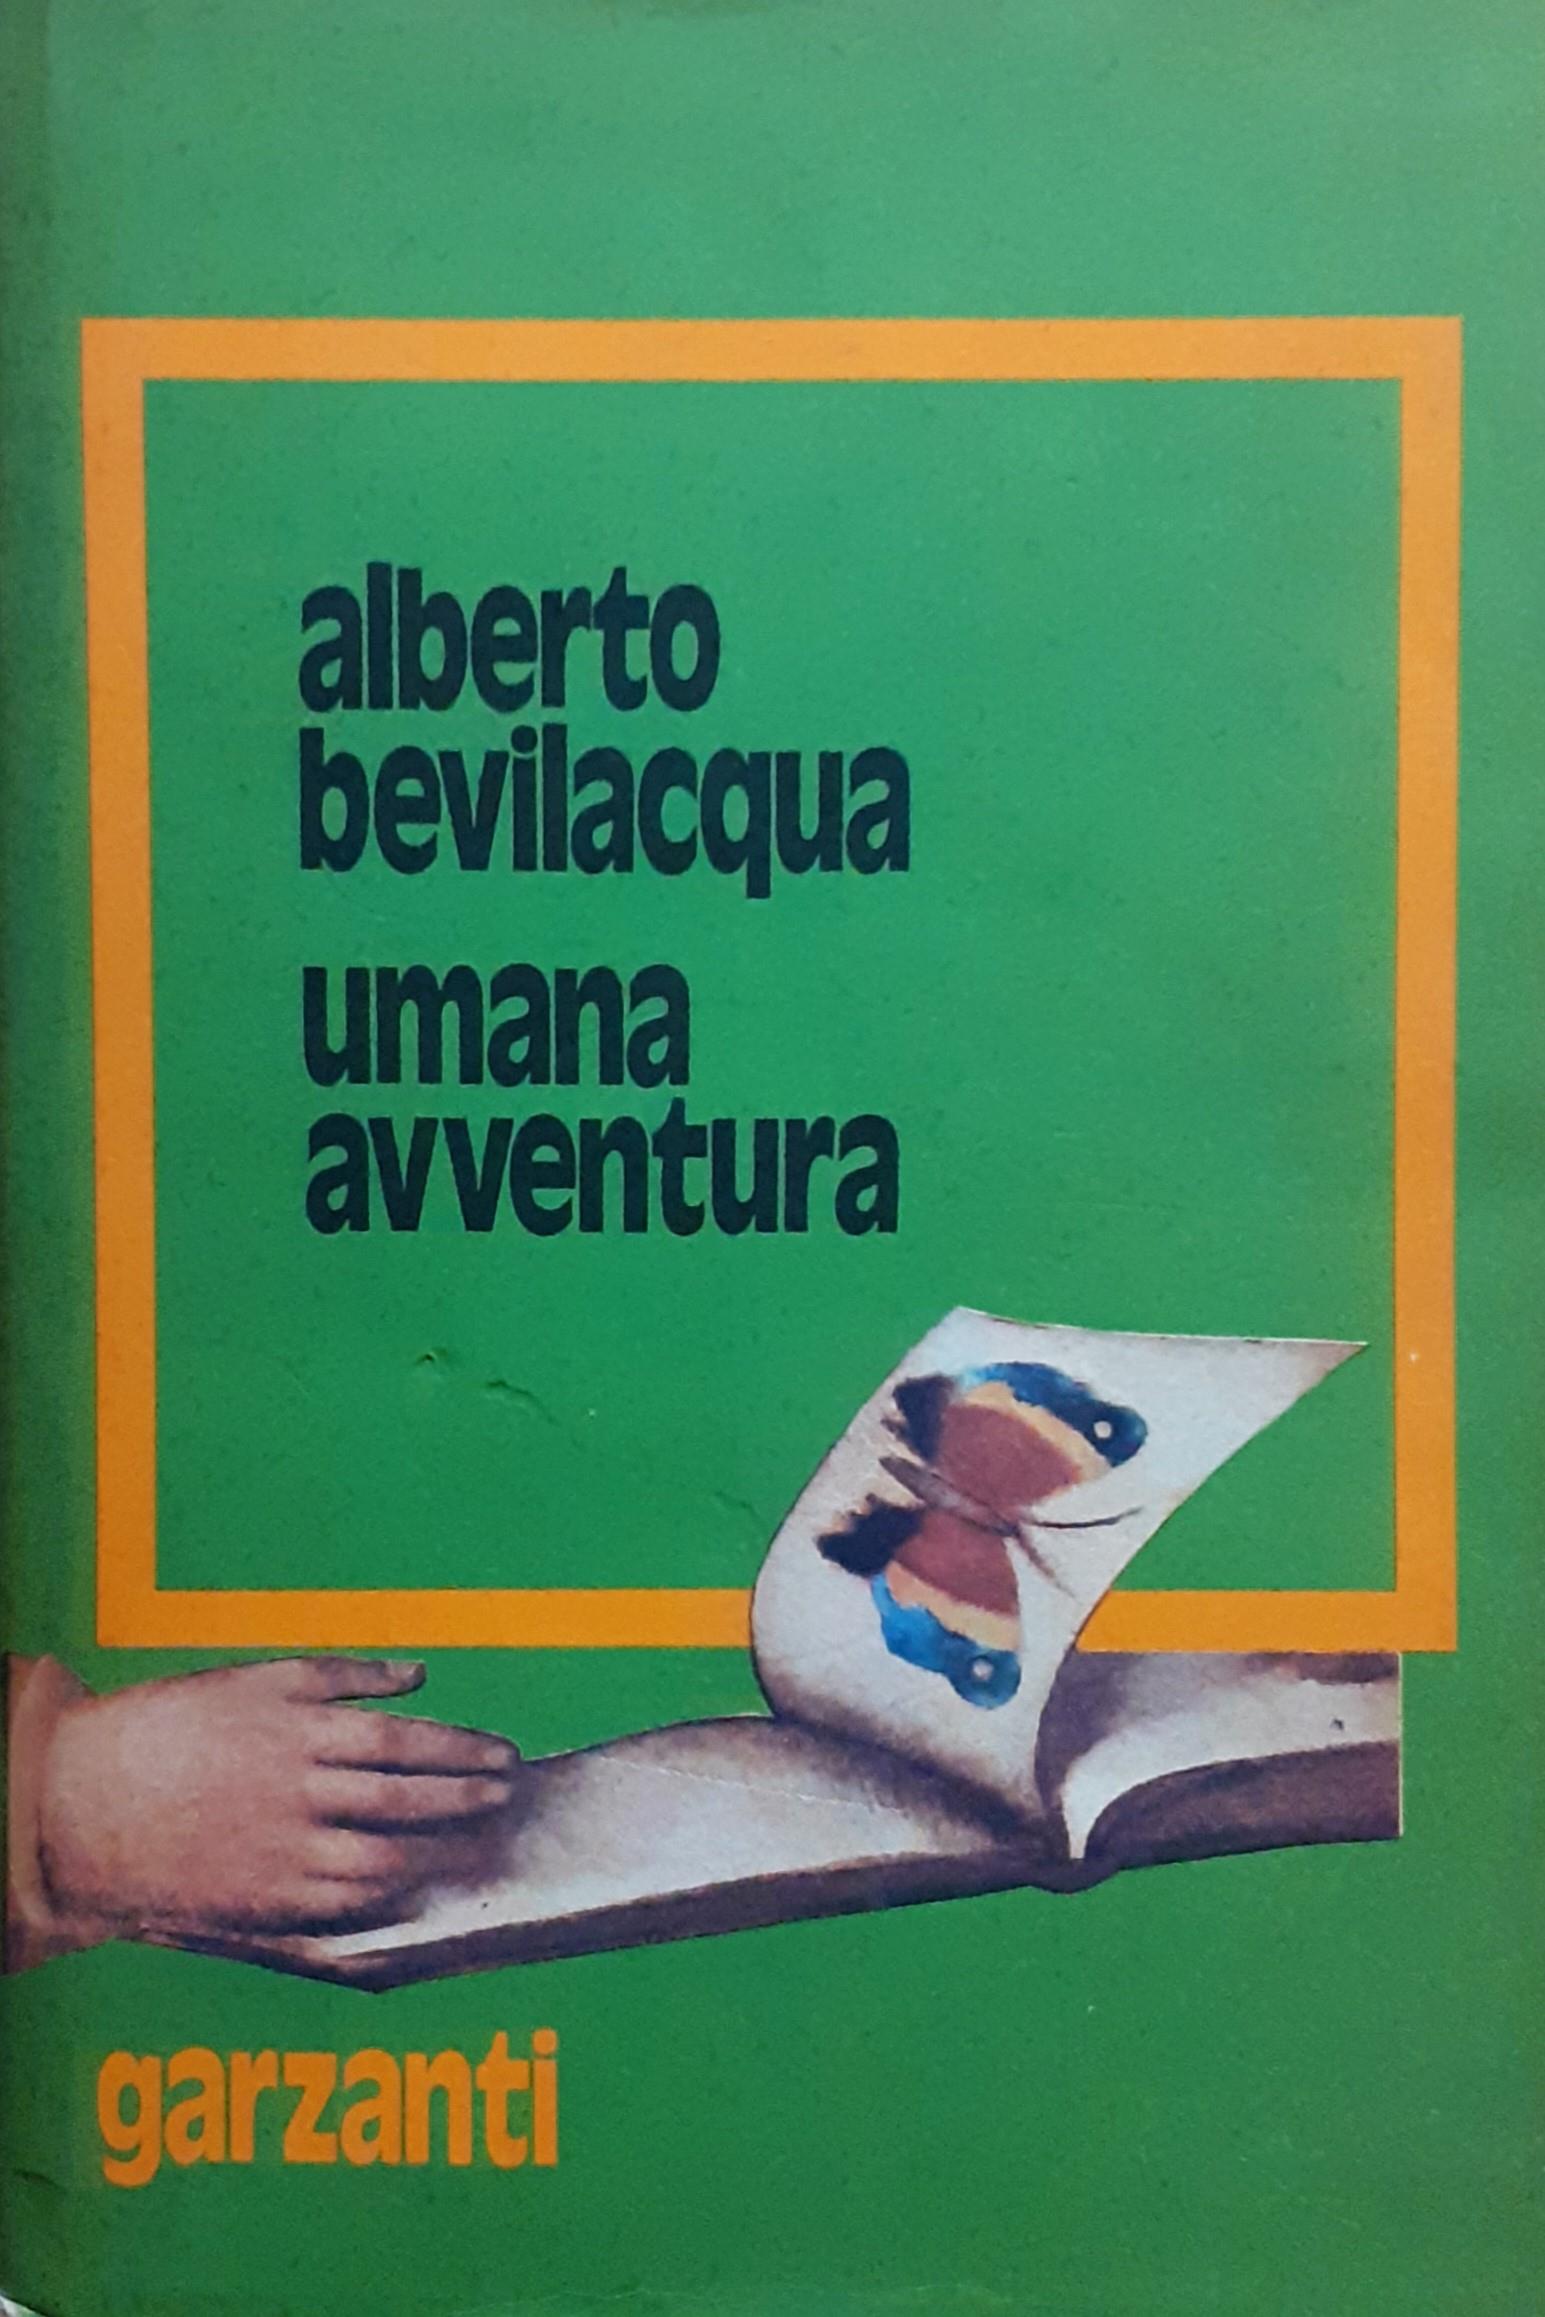 alberto
bevilacqua
umana
avventura
garzanti